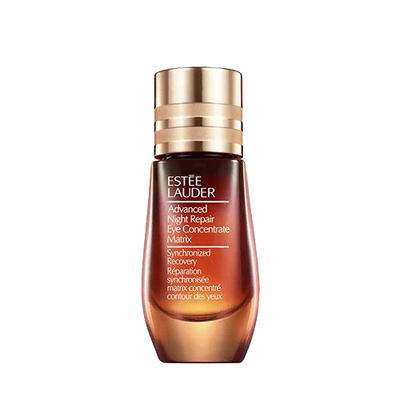 ESTĒE
LAUDER
Advanced
Night Repair
Eye Concentrate
Matrix
Synchronized
Recovery
Réparation
synchronisée
matrix concentré
contour des yeux